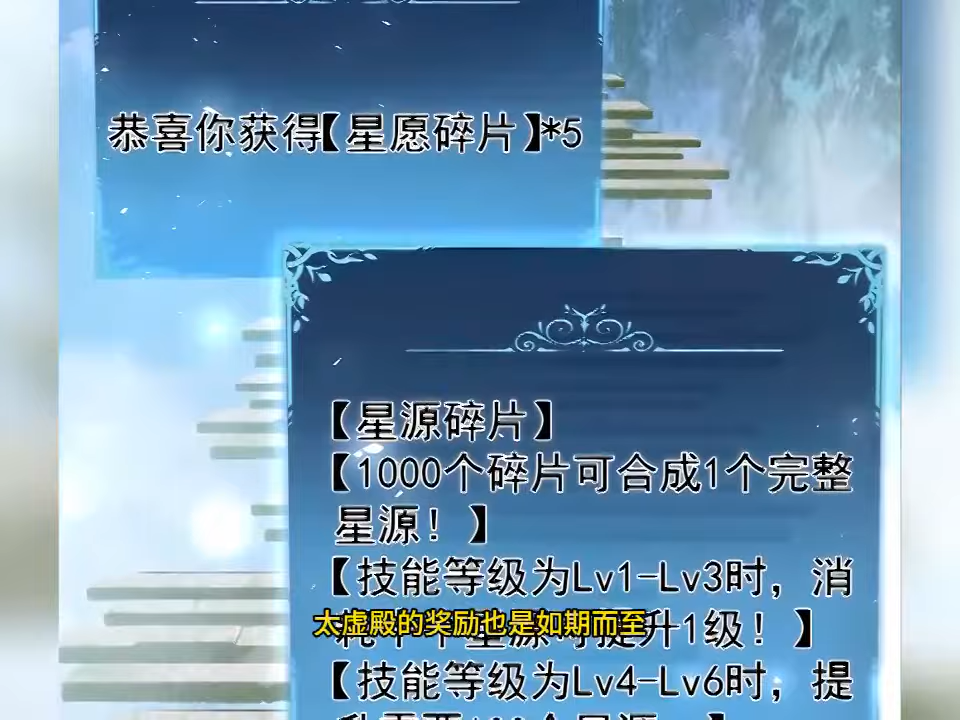 恭喜你获得【星愿碎片】*5
【星源碎片】
【1000个碎片可合成1个完整
星源！】
【技能等级为Lv1-Lv3时，消
太虚殿的奖励也是如期而至
升1级！】
【技能等级为Lv4-Lv6时，提